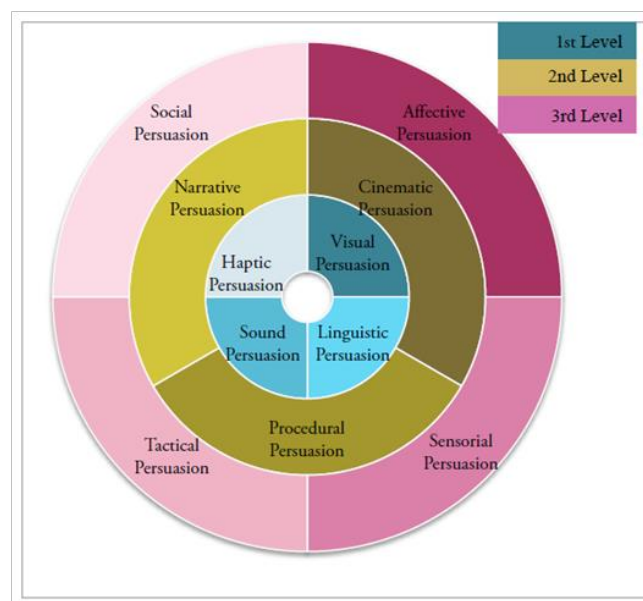 1st Level
2nd Level
3rd Level
Social
Persuasion
Affective
Persuasion
Narrative
Persuasion
Cinematic
Persuasion
Haptic
Persuasion
Visual
Persuasion
Sound
Persuasion
Linguistic
Persuasion
Procedural
Persuasion
Tactical
Persuasion
Sensorial
Persuasion